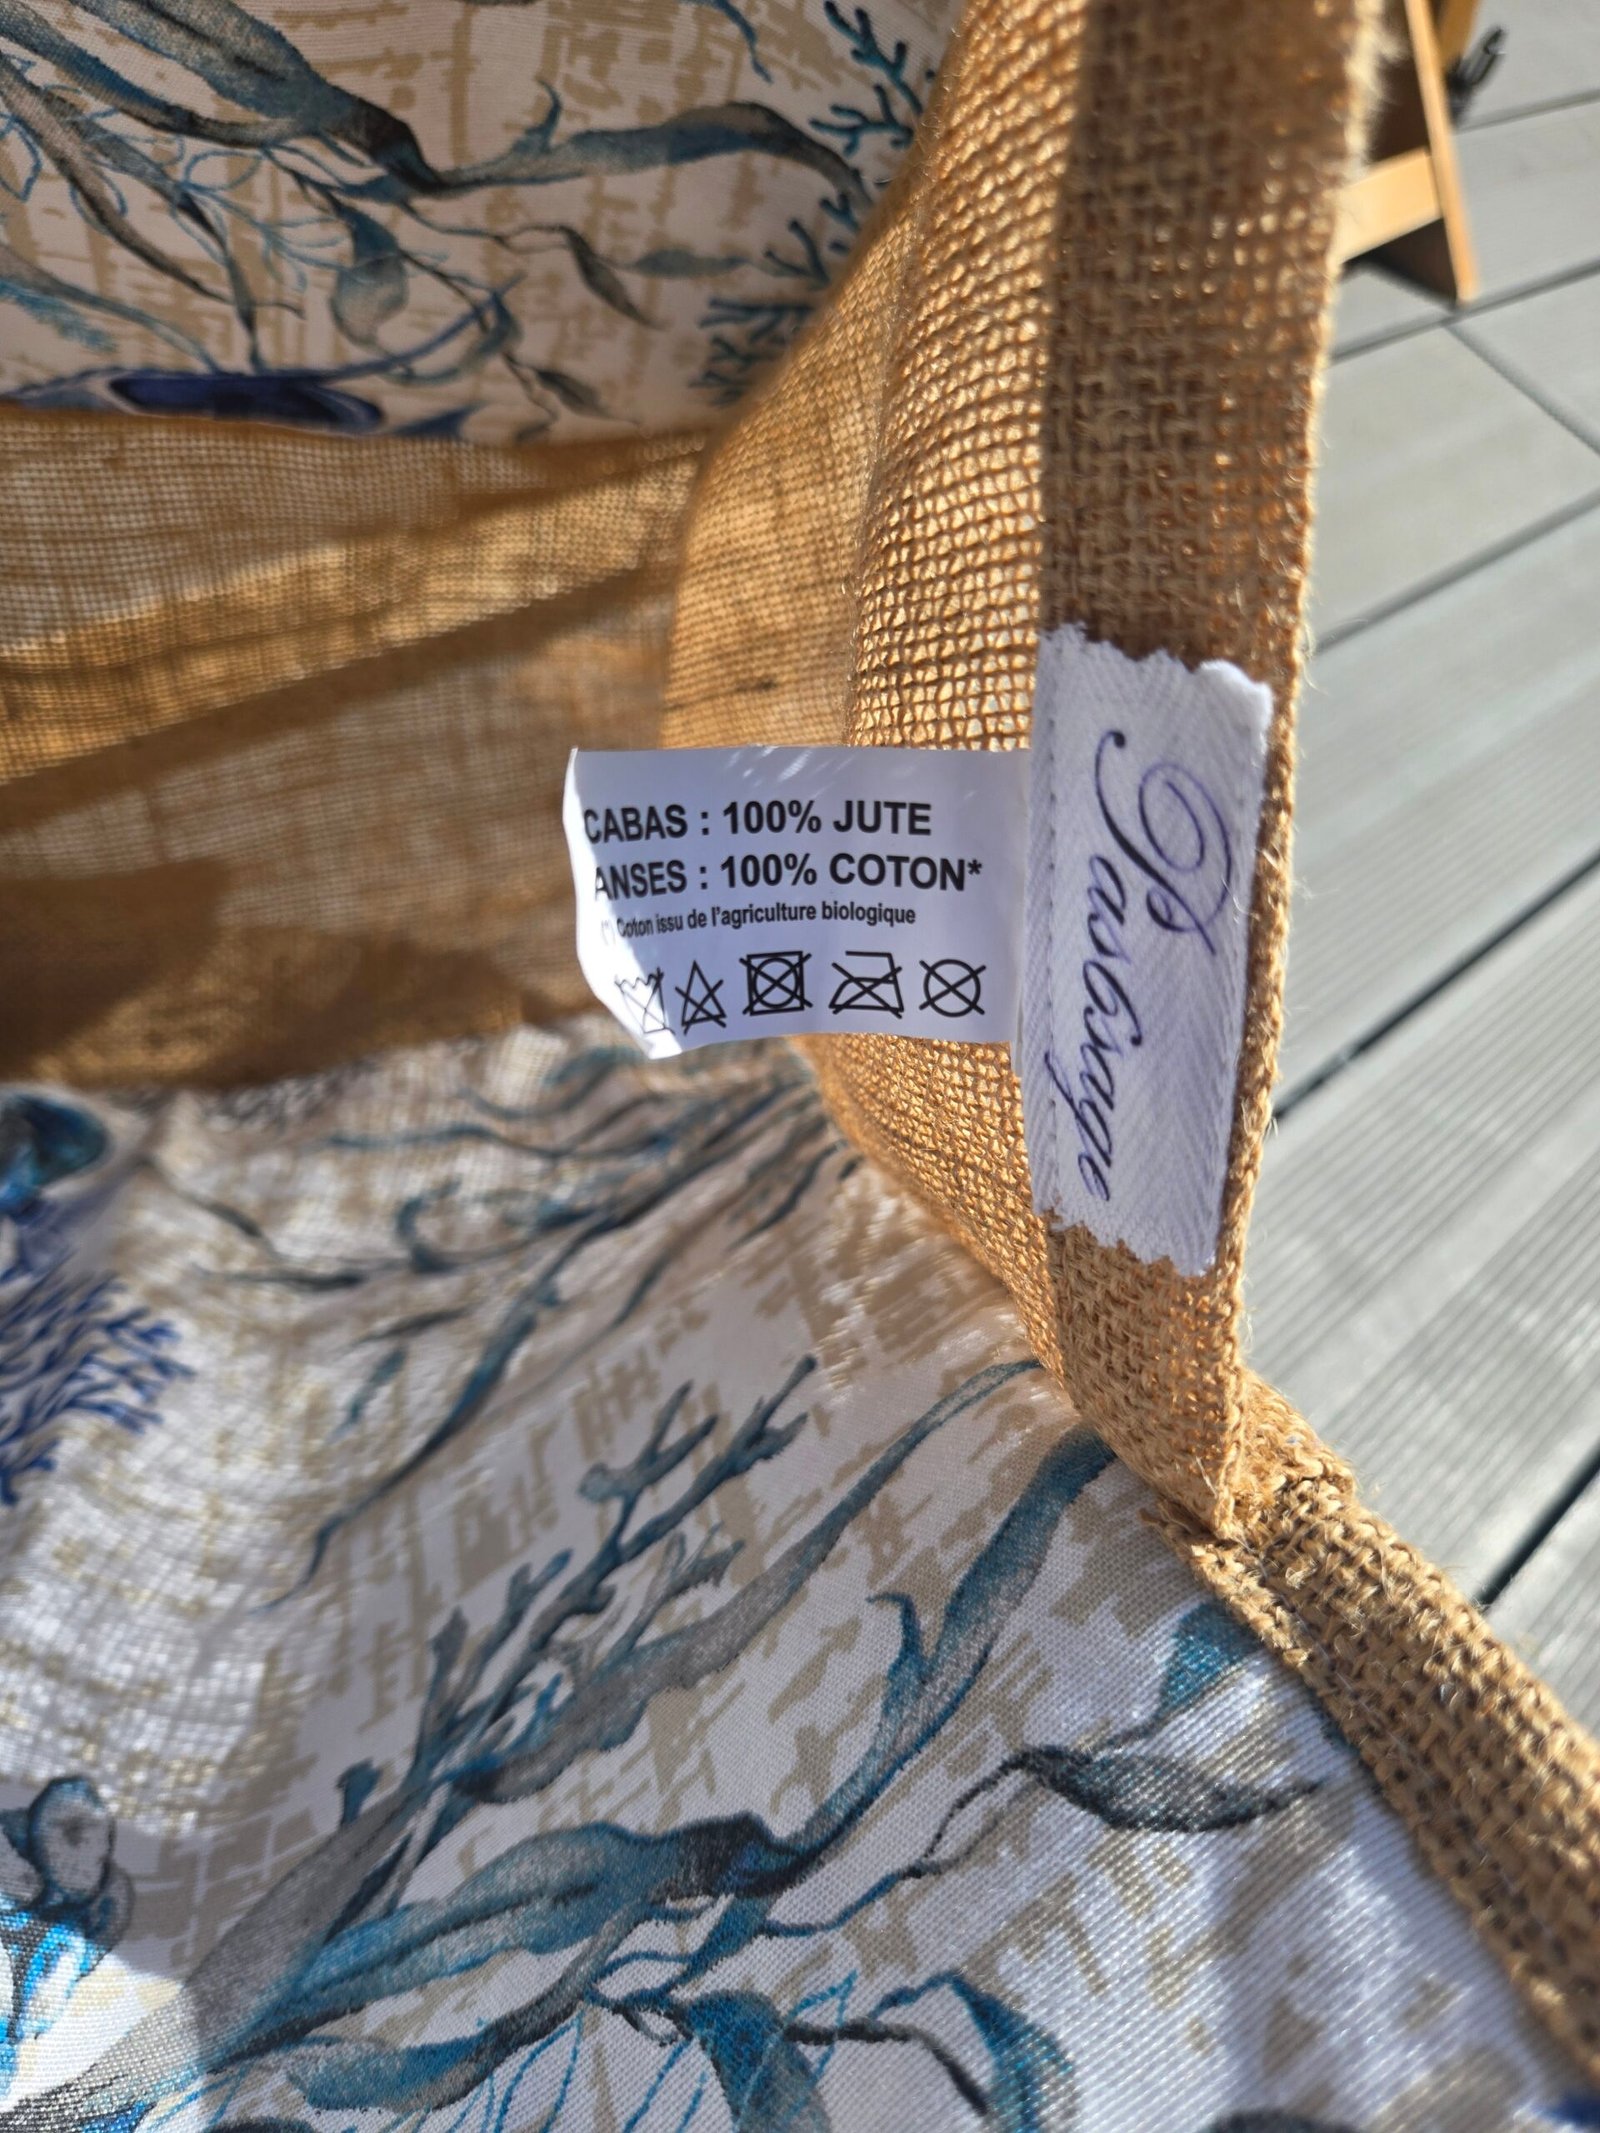 CABAS : 100% JUTE
ANSES : 100% COTON*
(*) Coton issu de l'agriculture biologique
Passage